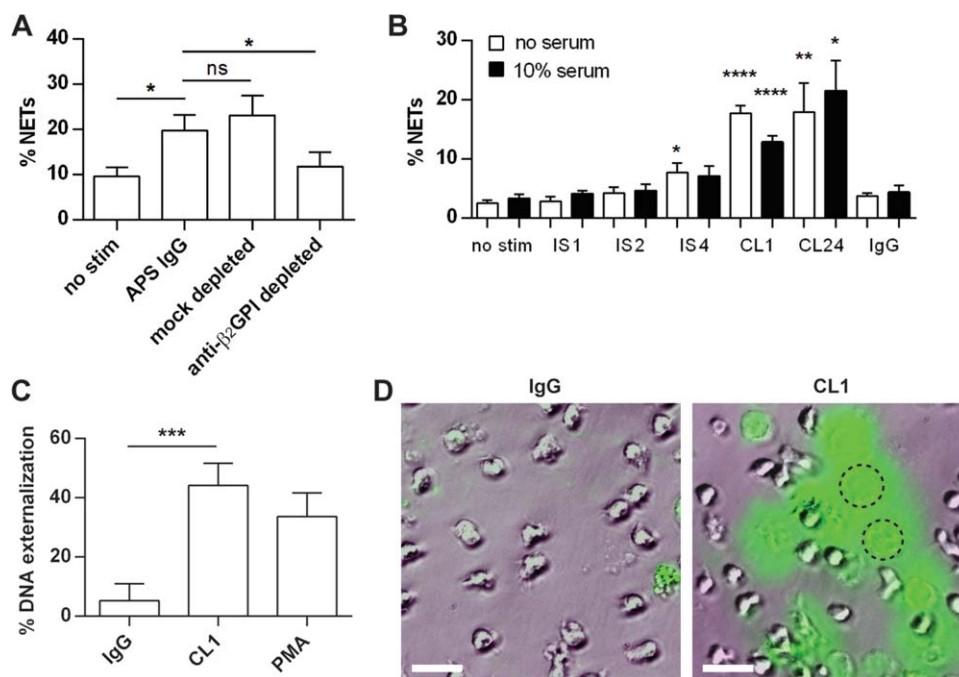 A
% NETs
40
30
20
10
0
*
ns
*
no stim
APS IgG
mock depleted
anti-β₂GPI depleted
B
% NETs
30
20
10
0
no serum
10% serum
*
****
****
**
*
no stim
IS1
IS2
IS4
CL1
CL24
IgG
C
% DNA externalization
60
40
20
0
***
IgG
CL1
PMA
D
IgG
CL1